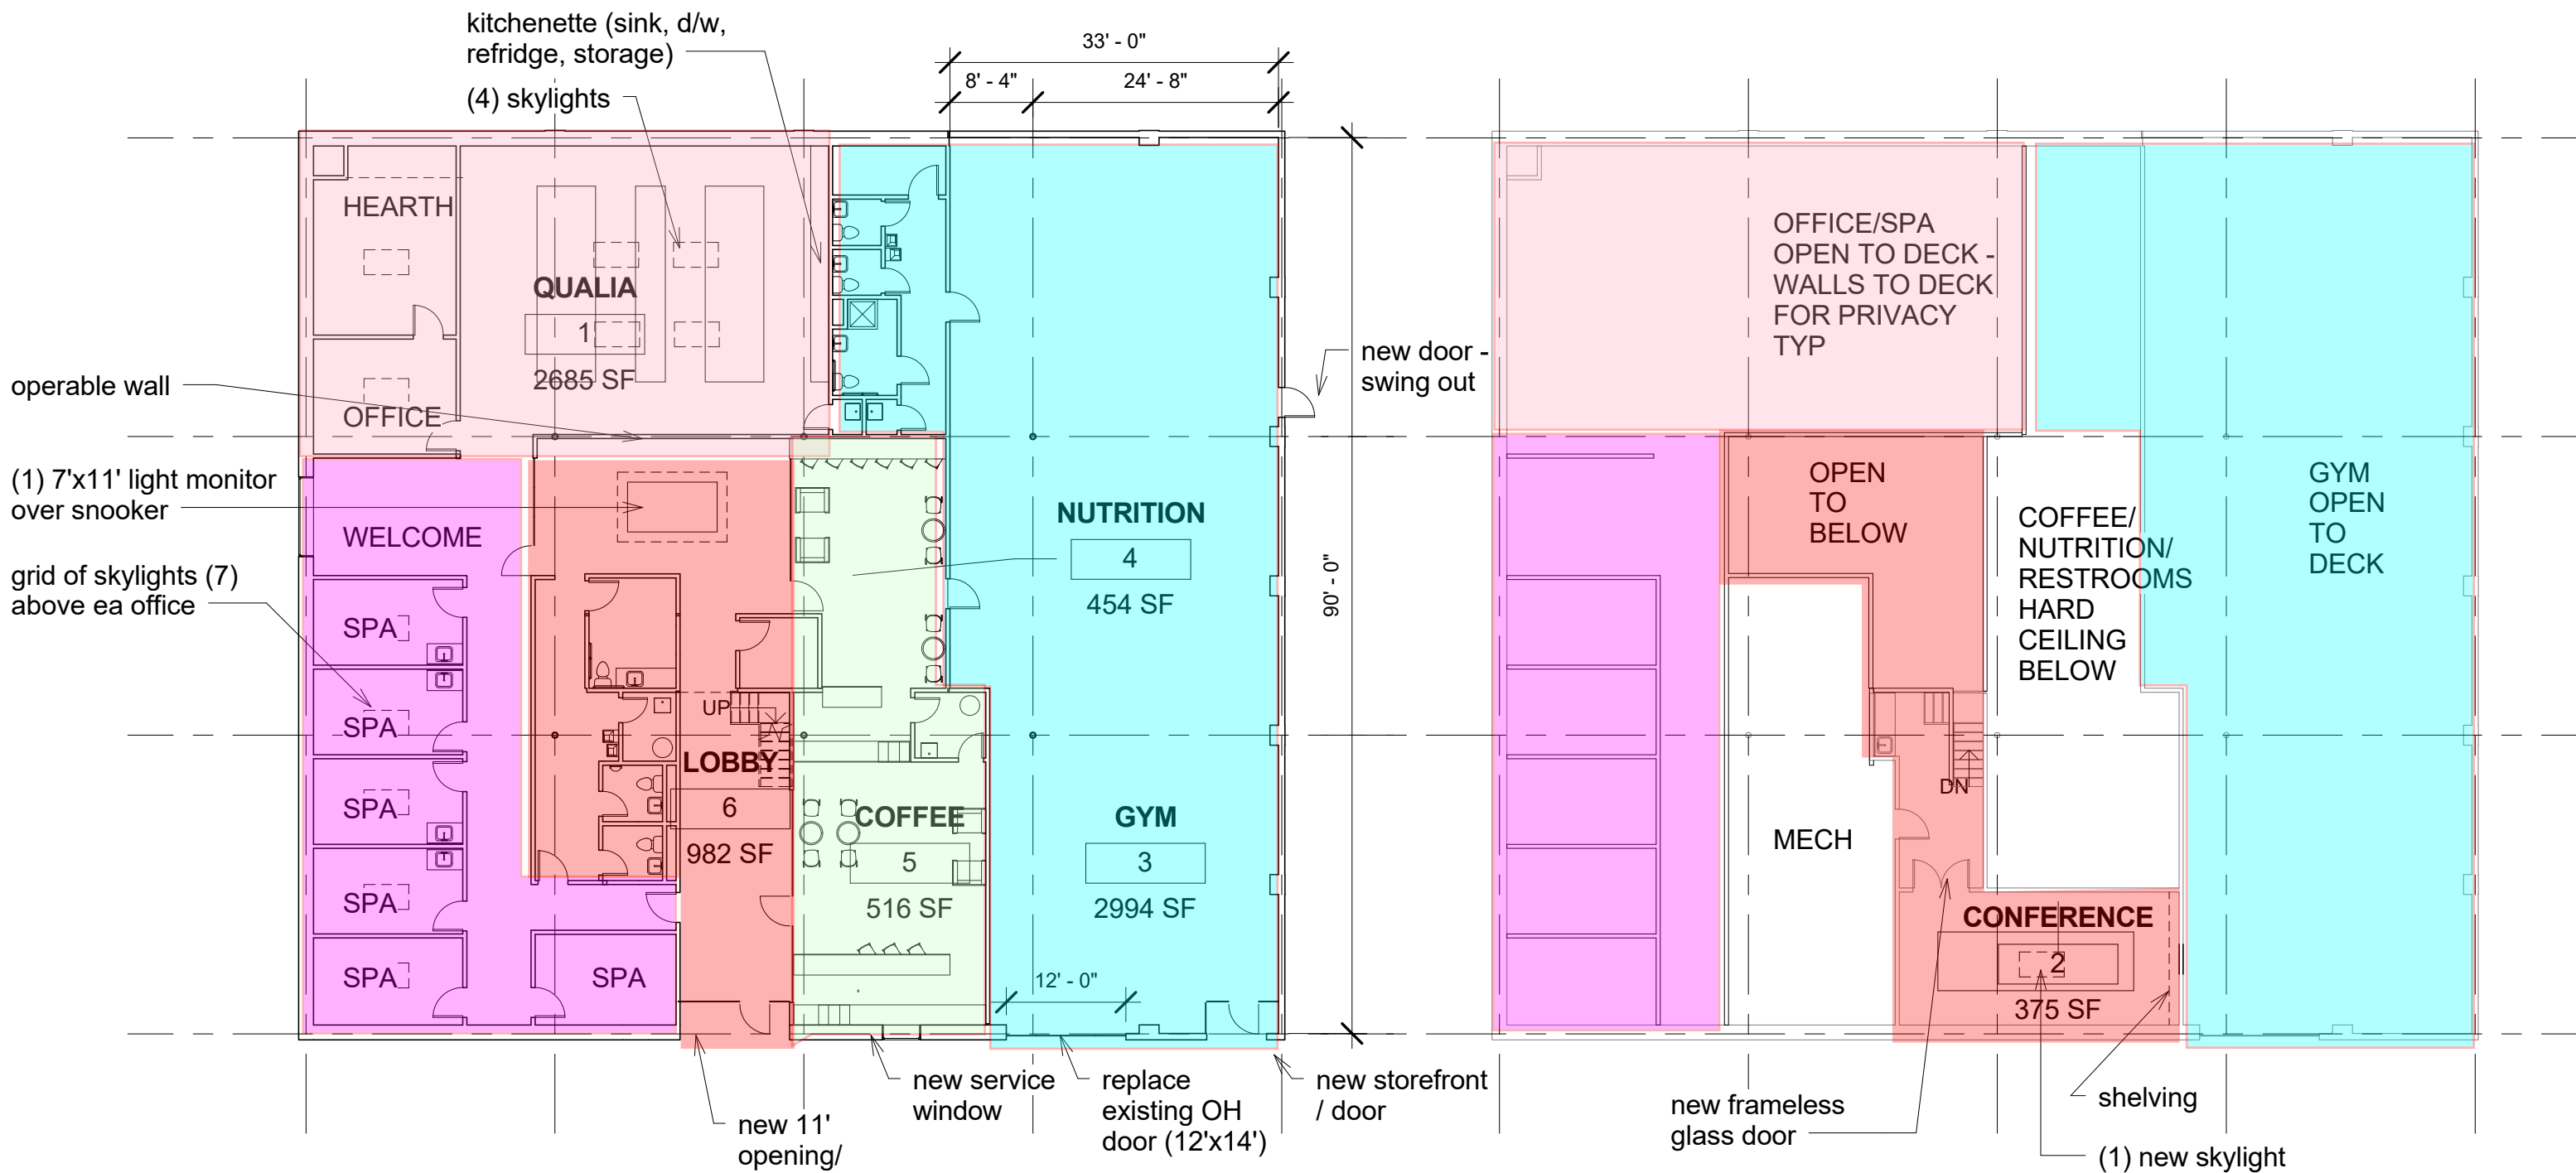 kitchenette (sink, d/w,
refridge, storage)
(4) skylights
33' - 0"
8' - 4"
24' - 8"
HEARTH
QUALIA
1
2685 SF
OFFICE
operable wall
(1) 7'x11' light monitor
over snooker
grid of skylights (7)
above ea office
WELCOME
SPA
SPA
SPA
SPA
SPA
SPA
UP
LOBBY
6
982 SF
COFFEE
5
516 SF
NUTRITION
4
454 SF
GYM
3
2994 SF
12' - 0"
90' - 0"
new door -
swing out
new 11'
opening/
new service
window
replace
existing OH
door (12'x14')
new storefront
/ door
OFFICE/SPA
OPEN TO DECK -
WALLS TO DECK
FOR PRIVACY
TYP
OPEN
TO
BELOW
COFFEE/
NUTRITION/
RESTROOMS
HARD
CEILING
BELOW
GYM
OPEN
TO
DECK
MECH
DN
CONFERENCE
2
375 SF
new frameless
glass door
shelving
(1) new skylight